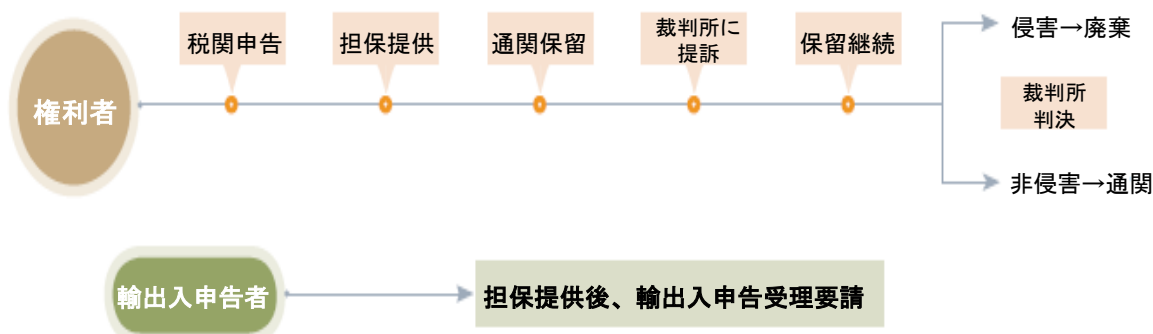 権利者
税関申告
担保提供
通関保留
裁判所に
提訴
保留継続
侵害→廃棄
裁判所
判決
非侵害→通関
輸出入申告者
担保提供後、輸出入申告受理要請